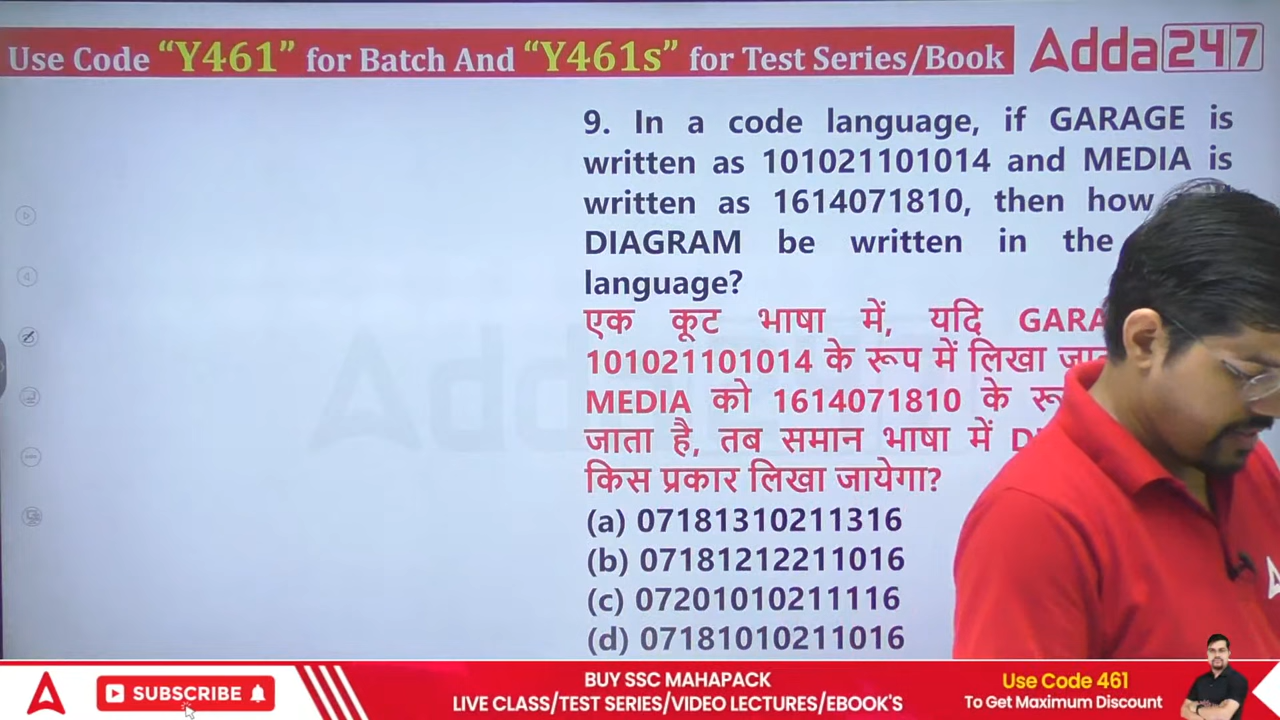 Use Code “Y461” for Batch And “Y461s” for Test Series/Book
Adda247
9. In a code language, if GARAGE is
written as 101021101014 and MEDIA is
written as 1614071810, then how
DIAGRAM be written in the
language?
एक कूट भाषा में, यदि
101021101014 के रूप में लिखा
MEDIA को 1614071810 के
जाता है, तब समान भाषा में
किस प्रकार लिखा जायेगा?
(a) 07181310211316
(b) 07181212211016
(c) 07201010211116
(d) 07181010211016
SUBSCRIBE
BUY SSC MAHAPACK
LIVE CLASS/TEST SERIES/VIDEO LECTURES/EBOOK'S
Use Code 461
To Get Maximum Discount